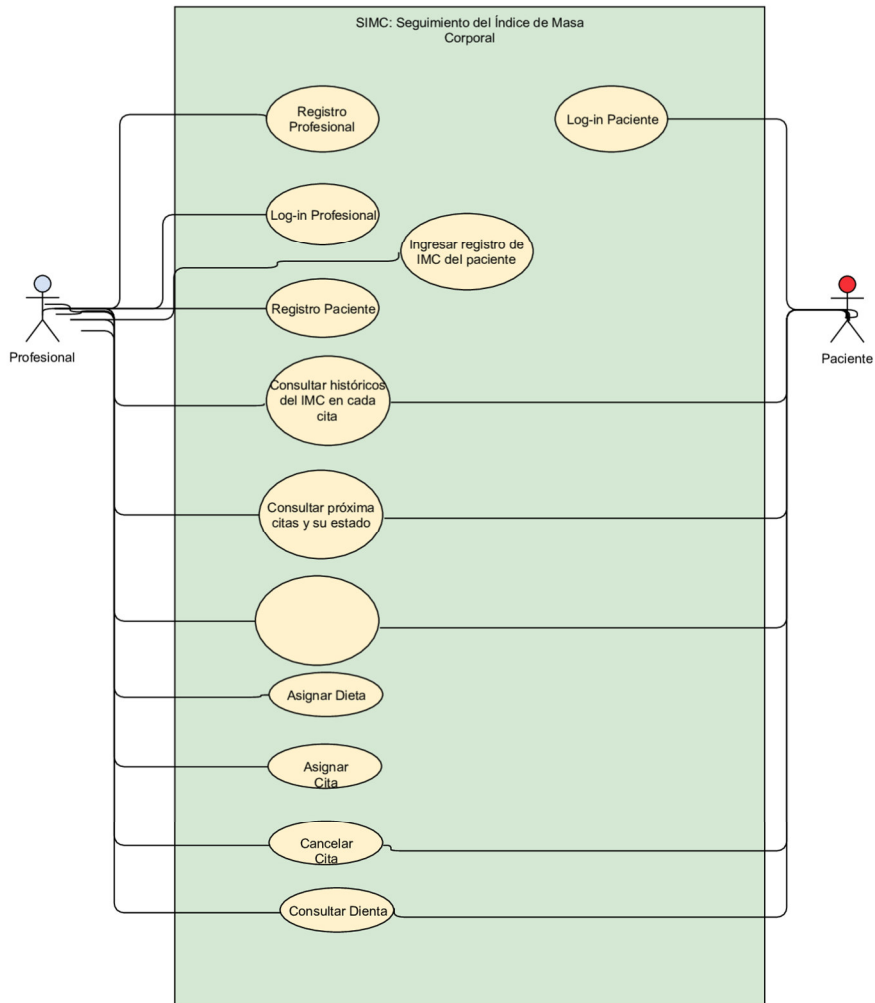 SIMC: Seguimiento del Índice de Masa
Corporal
Registro
Profesional
Log-in Paciente
Log-in Profesional
Ingresar registro de
IMC del paciente
Registro Paciente
Profesional
Paciente
Consultar históricos
del IMC en cada
cita
Consultar próxima
citas y su estado
Asignar Dieta
Asignar
Cita
Cancelar
Cita
Consultar Dienta